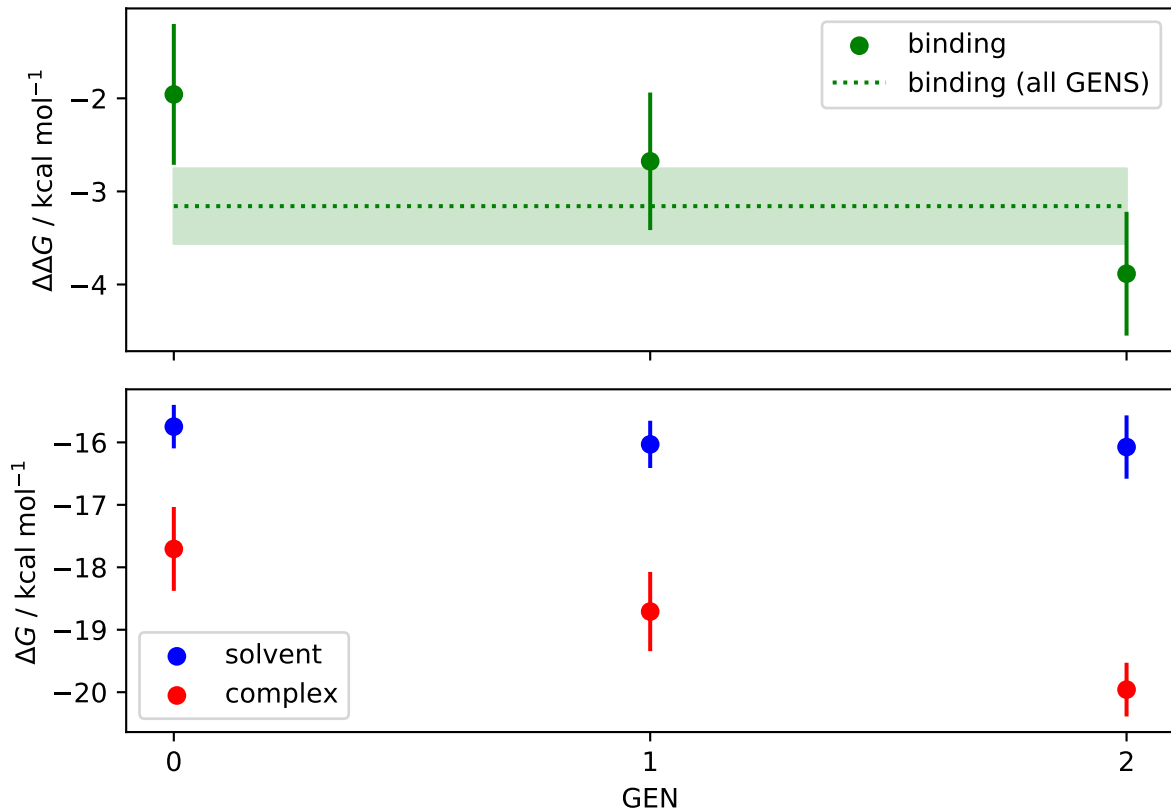 binding
binding (all GENS)
−2
−3
−4
ΔΔG / kcal mol⁻¹
−16
−17
−18
−19
−20
ΔG / kcal mol⁻¹
solvent
complex
0 1 2
GEN